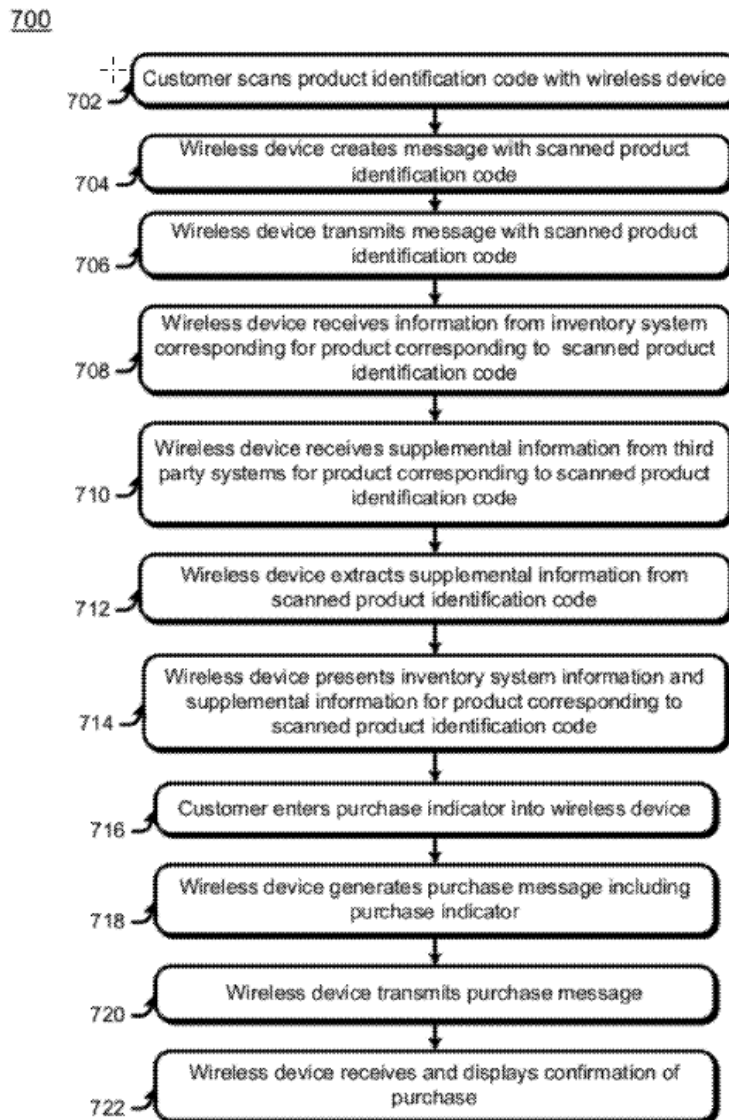 700
Customer scans product identification code with wireless device
702
Wireless device creates message with scanned product
identification code
704
Wireless device transmits message with scanned product
identification code
706
Wireless device receives information from inventory system
corresponding for product corresponding to scanned product
identification code
708
Wireless device receives supplemental information from third
party systems for product corresponding to scanned product
identification code
710
Wireless device extracts supplemental information from
scanned product identification code
712
Wireless device presents inventory system information and
supplemental information for product corresponding to
scanned product identification code
714
Customer enters purchase indicator into wireless device
716
Wireless device generates purchase message including
purchase indicator
718
Wireless device transmits purchase message
720
Wireless device receives and displays confirmation of
purchase
722